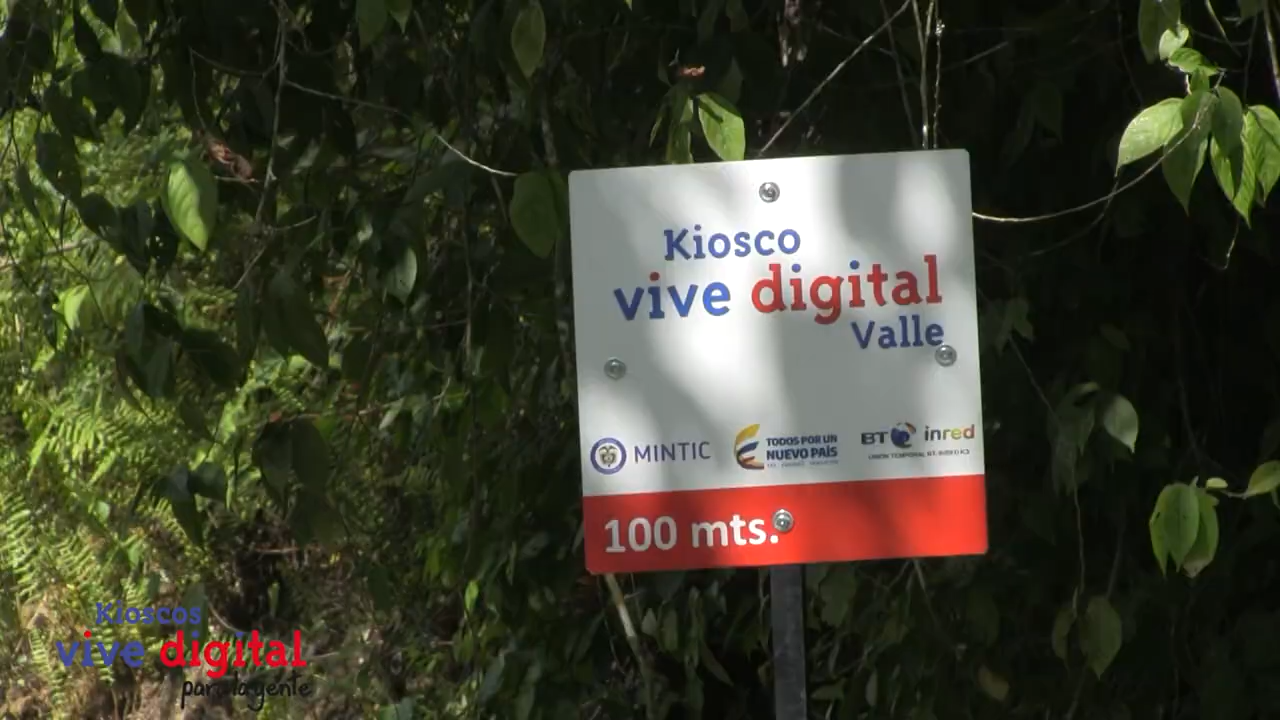 Kiosco
vive digital
Valle
MINTIC
TODOS POR UN
NUEVO PAÍS
BT inred
100 mts.
Kioscos
vive digital
para la gente